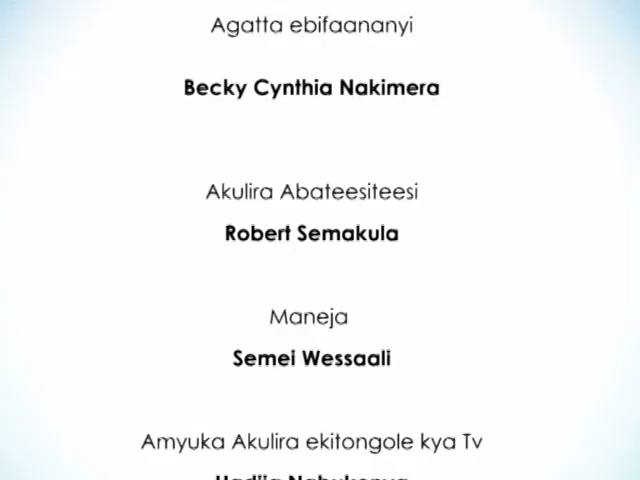 Agatta ebifaananyi
Becky Cynthia Nakimera
Akulira Abateesiteesi
Robert Semakula
Maneja
Semei Wessaali
Amyuka Akulira ekitongole kya Tv